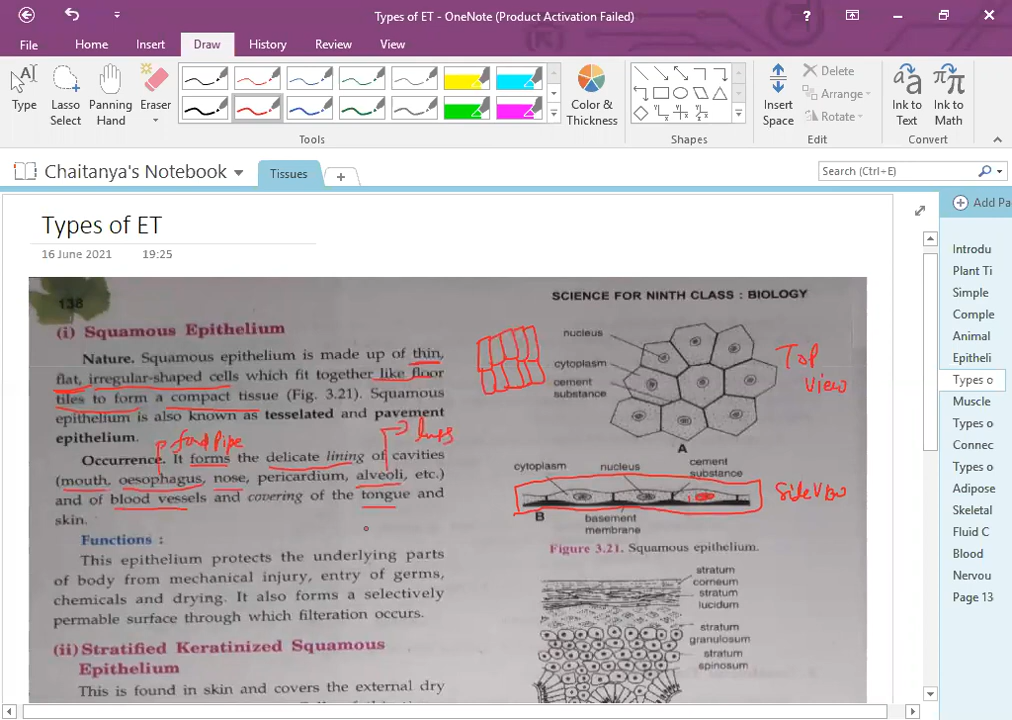 Types of ET - OneNote (Product Activation Failed)
?
File Home Insert Draw History Review View
Type
Lasso Select
Panning Hand
Eraser
Color & Thickness
Insert Space
Delete
Arrange
Rotate
Ink to Text
Ink to Math
Tools Shapes Edit Convert
Chaitanya's Notebook
Tissues
Search (Ctrl+E)
Types of ET
16 June 2021 19:25
Add Pa
Introdu
Plant Ti
Simple
Comple
Animal
Epitheli
Types o
Muscle
Types o
Connec
Types o
Adipose
Skeletal
Fluid C
Blood
Nervou
Page 13
138
SCIENCE FOR NINTH CLASS : BIOLOGY
(i) Squamous Epithelium
Nature. Squamous epithelium is made up of thin,
flat, irregular-shaped cells which fit together like floor
tiles to form a compact tissue (Fig. 3.21). Squamous
epithelium is also known as tesselated and pavement
epithelium.
food pipe
lungs
Occurrence. It forms the delicate lining of cavities
(mouth, oesophagus, nose, pericardium, alveoli, etc.)
and of blood vessels and covering of the tongue and
skin.
Functions :
This epithelium protects the underlying parts
of body from mechanical injury, entry of germs,
chemicals and drying. It also forms a selectively
permable surface through which filteration occurs.
(ii) Stratified Keratinized Squamous
Epithelium
This is found in skin and covers the external dry
nucleus
cytoplasm
cement
substance
Top
view
A
cytoplasm nucleus cement
substance
Side View
B
basement
membrane
Figure 3.21. Squamous epithelium.
stratum
corneum
stratum
lucidum
stratum
granulosum
stratum
spinosum